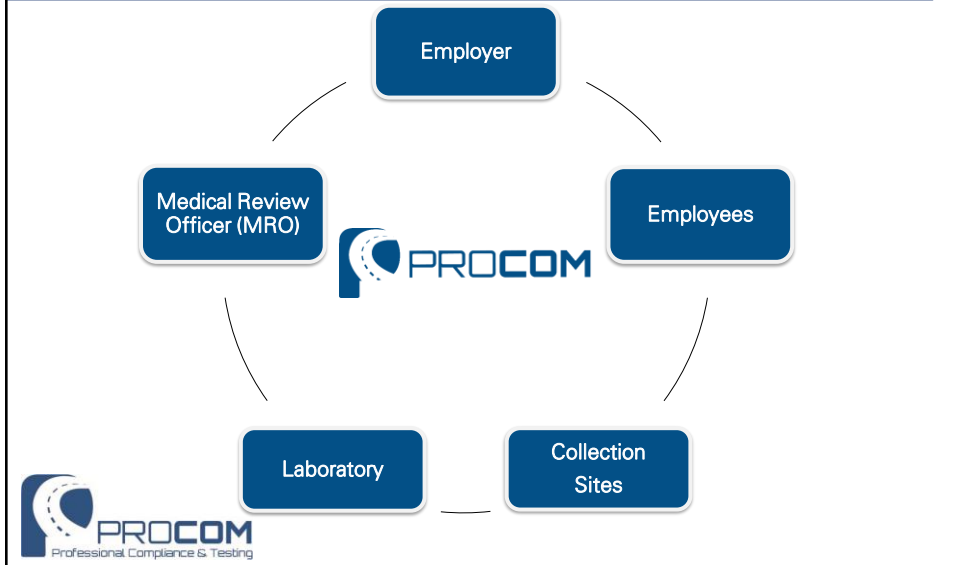 Employer
Medical Review
Officer (MRO)
Employees
PROCOM
Laboratory
Collection
Sites
PROCOM
Professional Compliance & Testing